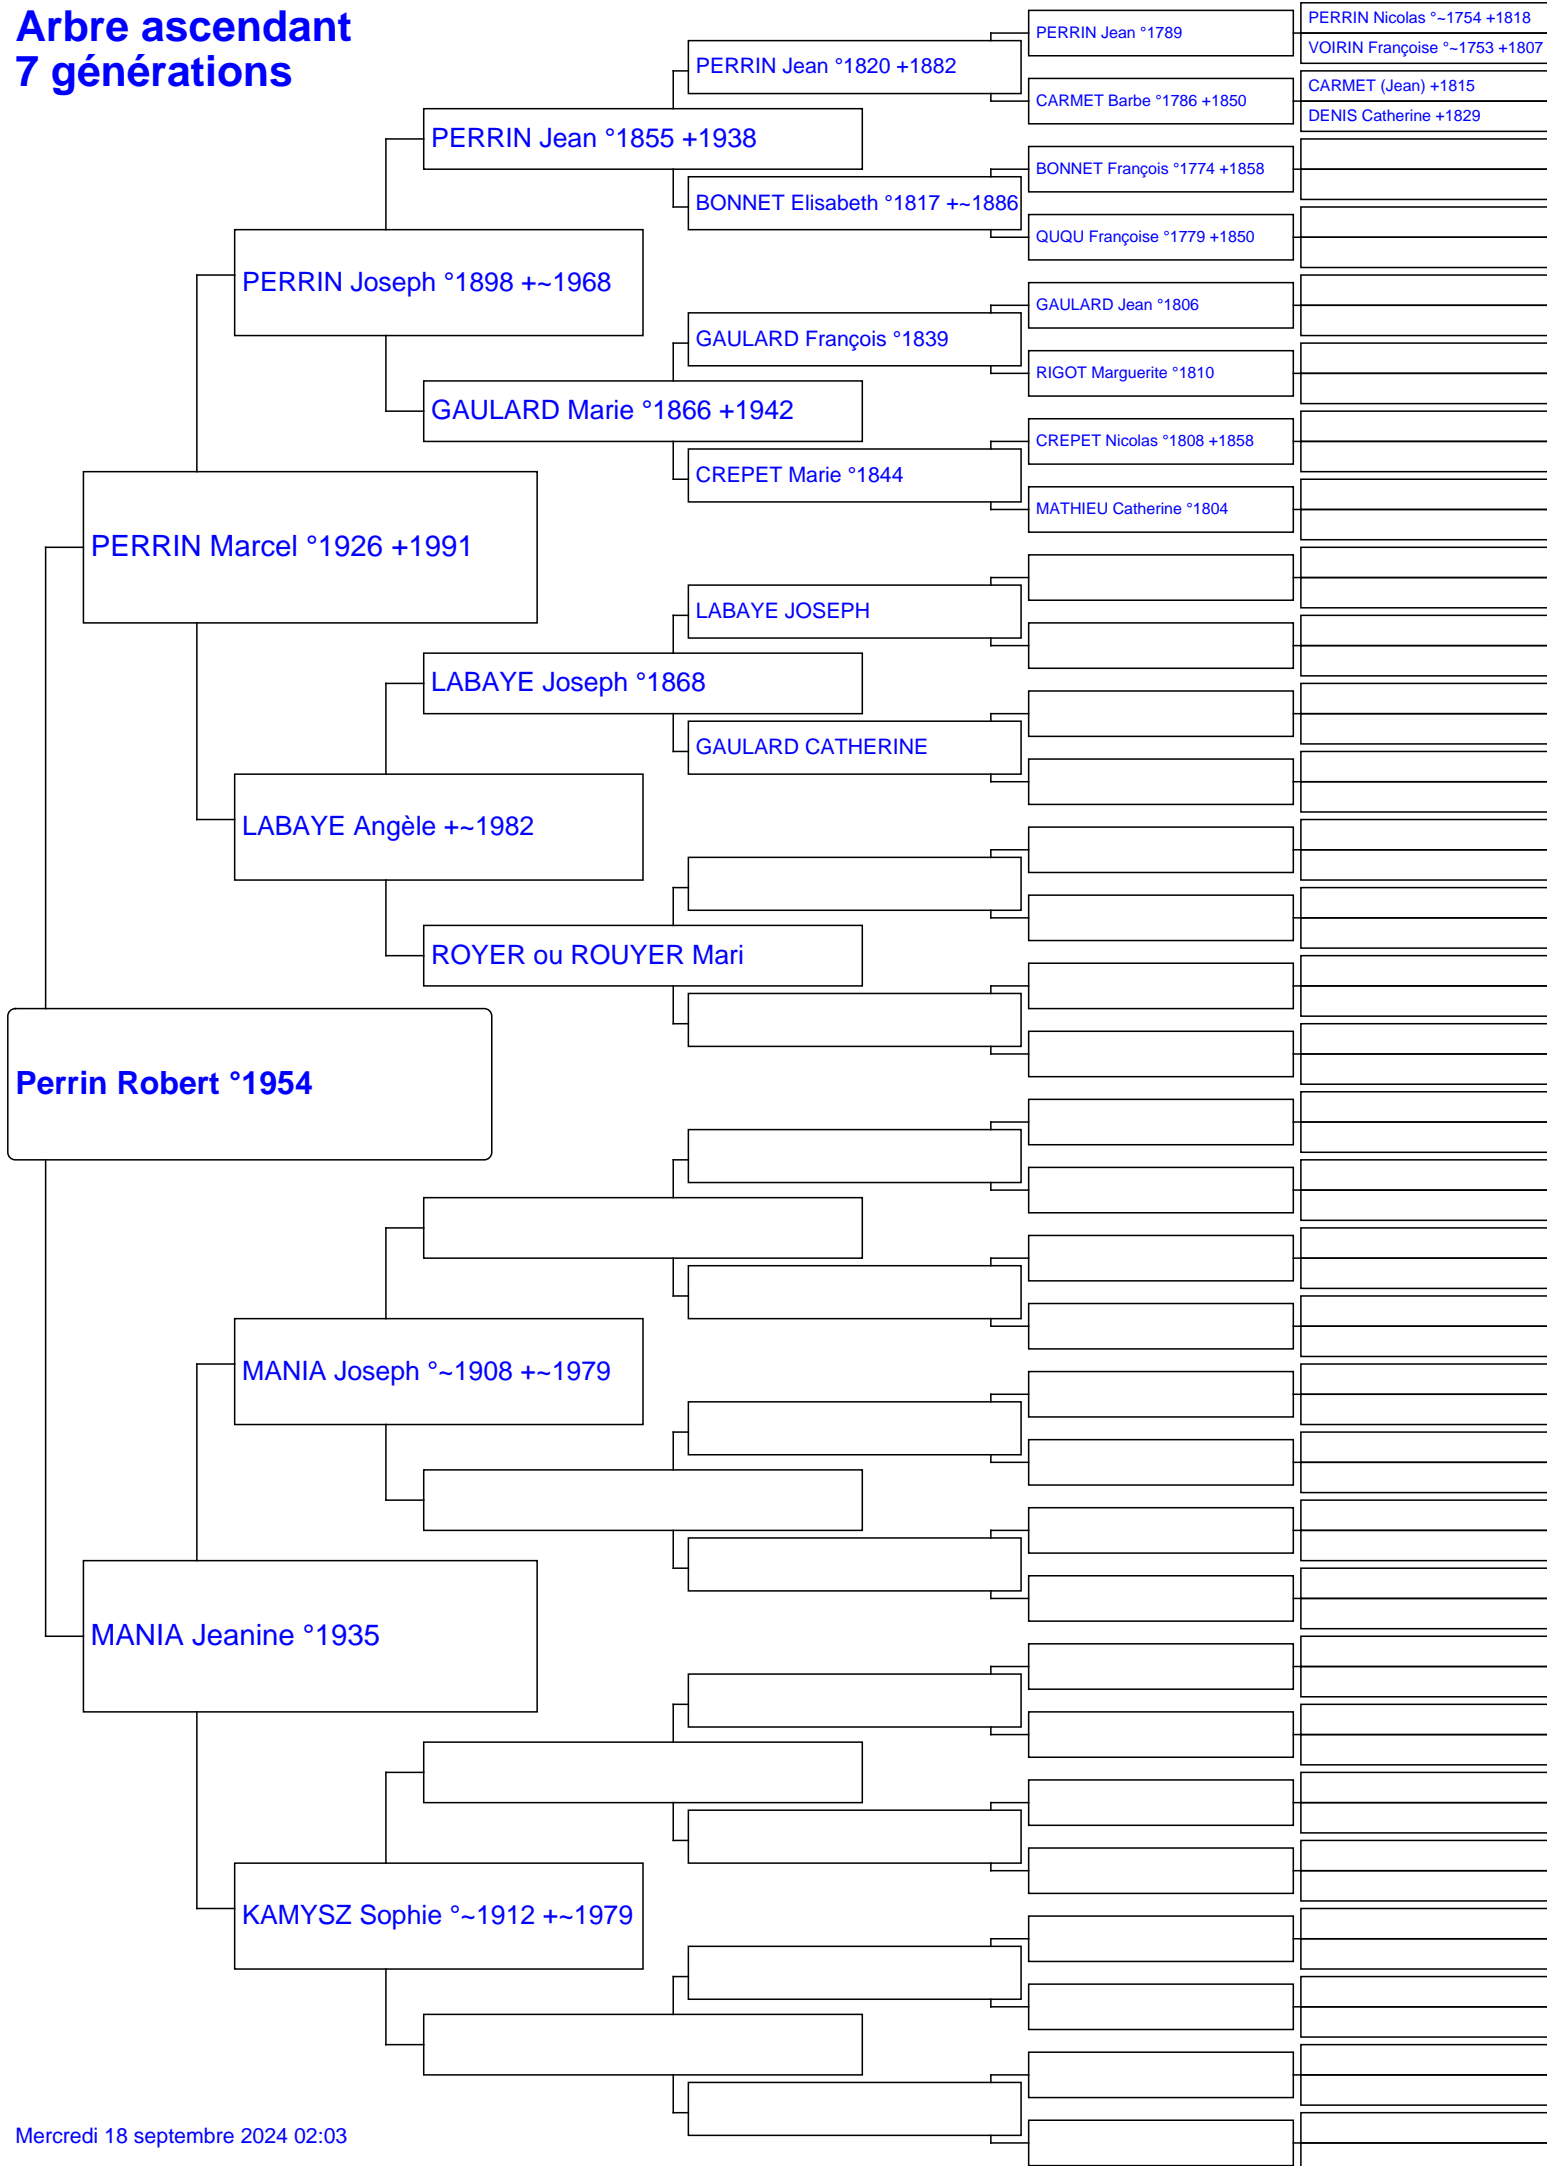 Arbre ascendant
7 générations
PERRIN Nicolas °~1754 +1818
PERRIN Jean °1789
VOIRIN Françoise °~1753 +1807
PERRIN Jean °1820 +1882
CARMET (Jean) +1815
CARMET Barbe °1786 +1850
DENIS Catherine +1829
PERRIN Jean °1855 +1938
BONNET François °1774 +1858
BONNET Elisabeth °1817 +~1886
QUQU Françoise °1779 +1850
PERRIN Joseph °1898 +~1968
GAULARD Jean °1806
GAULARD François °1839
RIGOT Marguerite °1810
GAULARD Marie °1866 +1942
CREPET Nicolas °1808 +1858
CREPET Marie °1844
MATHIEU Catherine °1804
PERRIN Marcel °1926 +1991
LABAYE JOSEPH
LABAYE Joseph °1868
GAULARD CATHERINE
LABAYE Angèle +~1982
ROYER ou ROUYER Mari
Perrin Robert °1954
MANIA Joseph °~1908 +~1979
MANIA Jeanine °1935
KAMYSZ Sophie °~1912 +~1979
Mercredi 18 septembre 2024 02:03